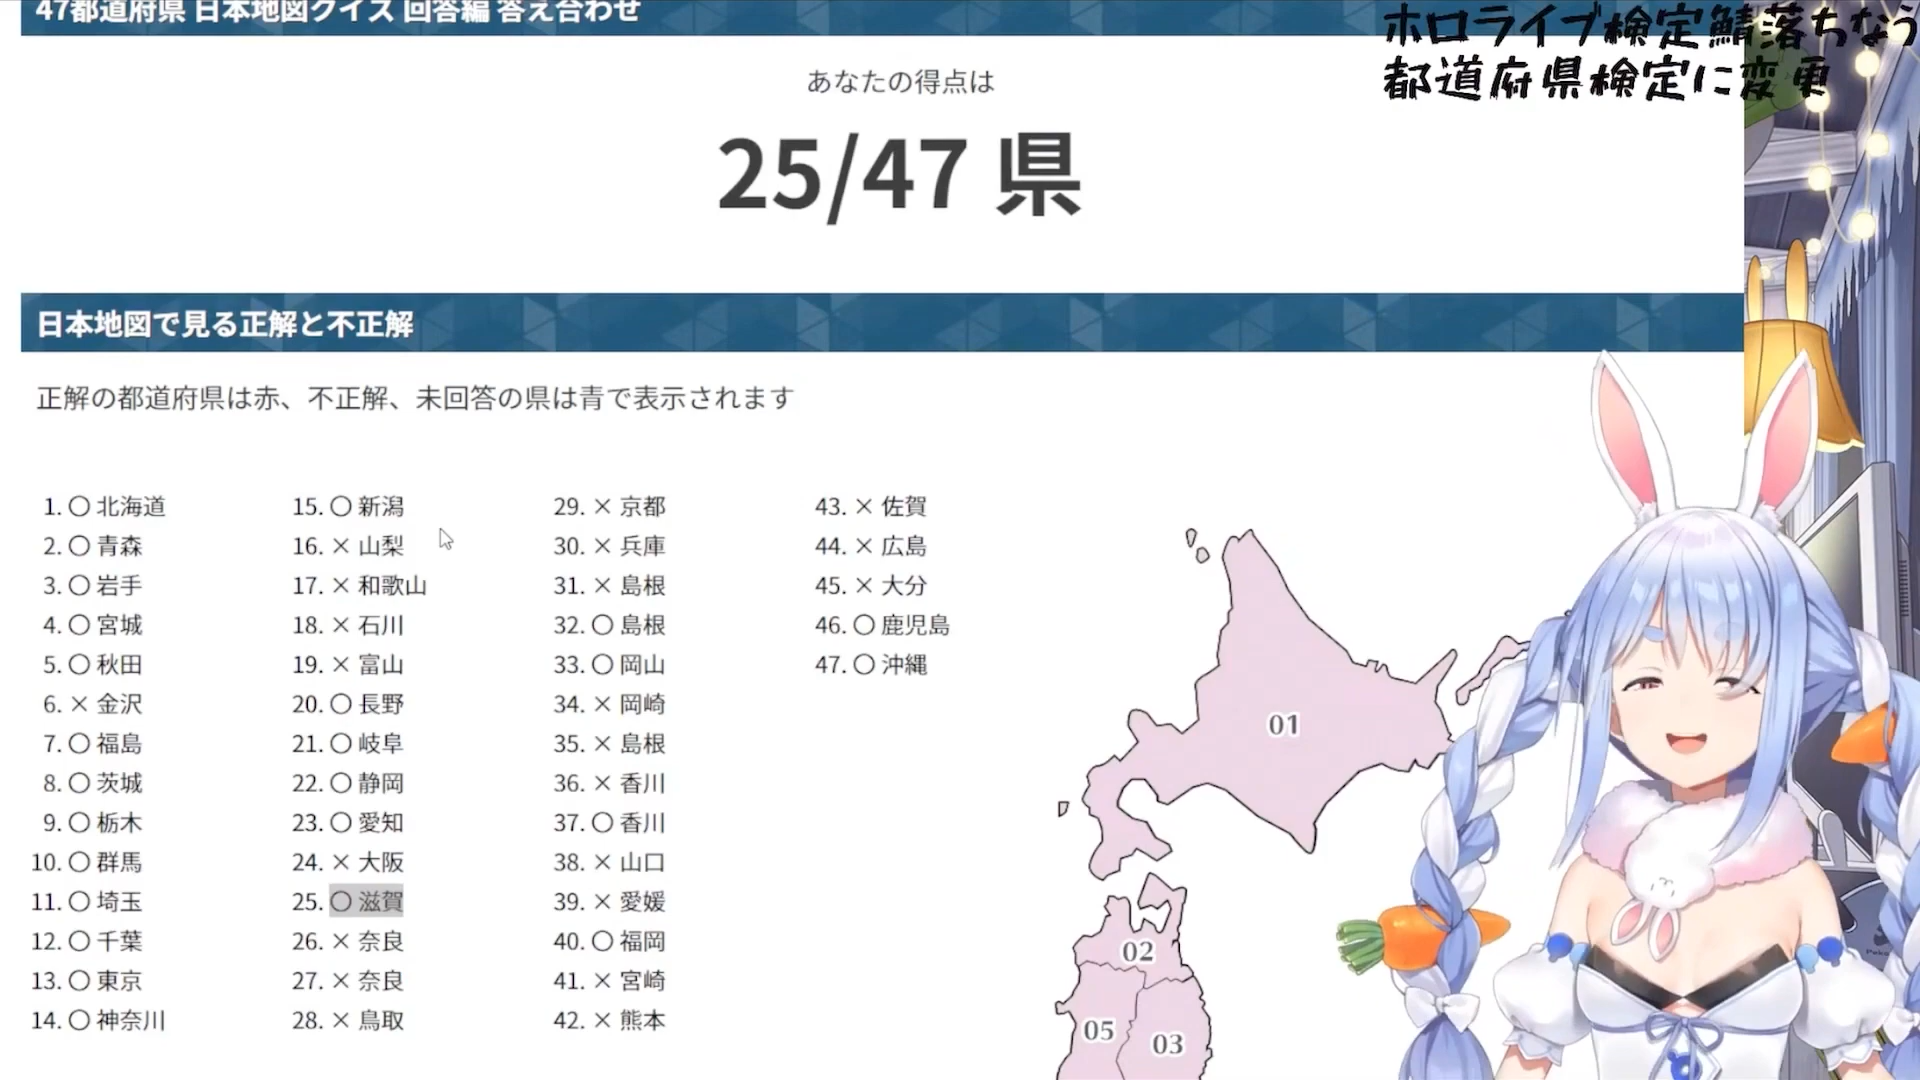 47都道府県 日本地図クイズ 回答編 答え合わせ
ホロライブ検定鯖落ちなう
都道府県検定に変更
あなたの得点は
25/47 県
日本地図で見る正解と不正解
正解の都道府県は赤、不正解、未回答の県は青で表示されます
1. 〇 北海道
2. 〇 青森
3. 〇 岩手
4. 〇 宮城
5. 〇 秋田
6. × 金沢
7. 〇 福島
8. 〇 茨城
9. 〇 栃木
10. 〇 群馬
11. 〇 埼玉
12. 〇 千葉
13. 〇 東京
14. 〇 神奈川
15. 〇 新潟
16. × 山梨
17. × 和歌山
18. × 石川
19. × 富山
20. 〇 長野
21. 〇 岐阜
22. 〇 静岡
23. 〇 愛知
24. × 大阪
25. 〇 滋賀
26. × 奈良
27. × 奈良
28. × 鳥取
29. × 京都
30. × 兵庫
31. × 島根
32. 〇 島根
33. 〇 岡山
34. × 岡崎
35. × 島根
36. × 香川
37. 〇 香川
38. × 山口
39. × 愛媛
40. 〇 福岡
41. × 宮崎
42. × 熊本
43. × 佐賀
44. × 広島
45. × 大分
46. 〇 鹿児島
47. 〇 沖縄
01
02
05
03